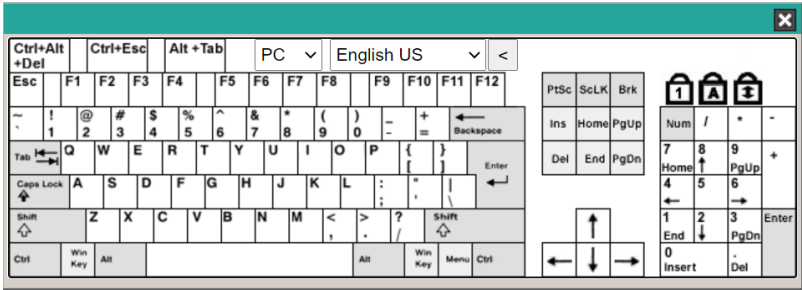 Ctrl+Alt
+Del
Ctrl+Esc
Alt +Tab
PC
English US
<
Esc F1 F2 F3 F4 F5 F6 F7 F8 F9 F10 F11 F12
PtSc ScLK Brk
1 A
~ ! @ # $ % ^ & * ( ) _ +
` 1 2 3 4 5 6 7 8 9 0 - = Backspace
Ins Home PgUp
Num / * -
Tab Q W E R T Y U I O P { }
[ ]
Enter
Del End PgDn
7 8 9 +
Home PgUp
Caps Lock A S D F G H J K L : " |
; ' \
4 5 6
Shift Z X C V B N M < > ? Shift
, . /
1 2 3 Enter
End PgDn
Ctrl Win Key Alt Alt Win Key Menu Ctrl
0 .
Insert Del